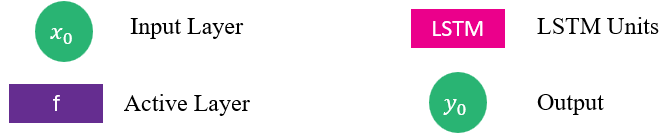 x₀ Input Layer LSTM LSTM Units
f Active Layer y₀ Output